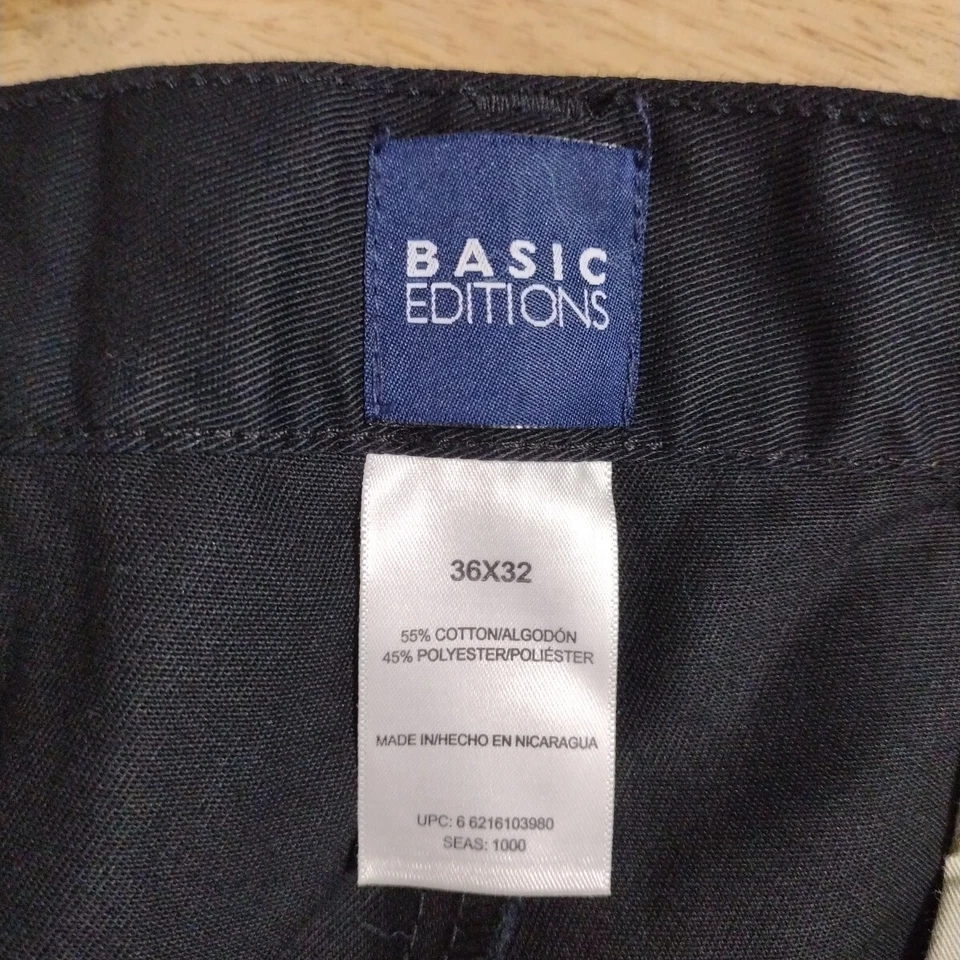 BASIC
EDITIONS
36X32
55% COTTON/ALGODÓN
45% POLYESTER/POLIÉSTER
MADE IN/HECHO EN NICARAGUA
UPC: 6 6216103980
SEAS: 1000